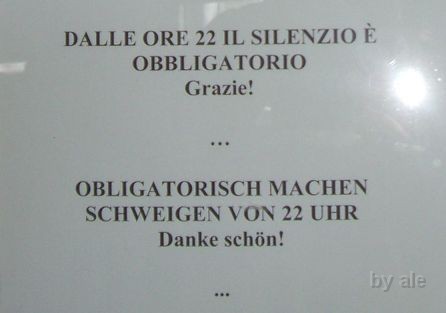 DALLE ORE 22 IL SILENZIO È
OBBLIGATORIO
Grazie!
...
OBLIGATORISCH MACHEN
SCHWEIGEN VON 22 UHR
Danke schön!
...
by ale